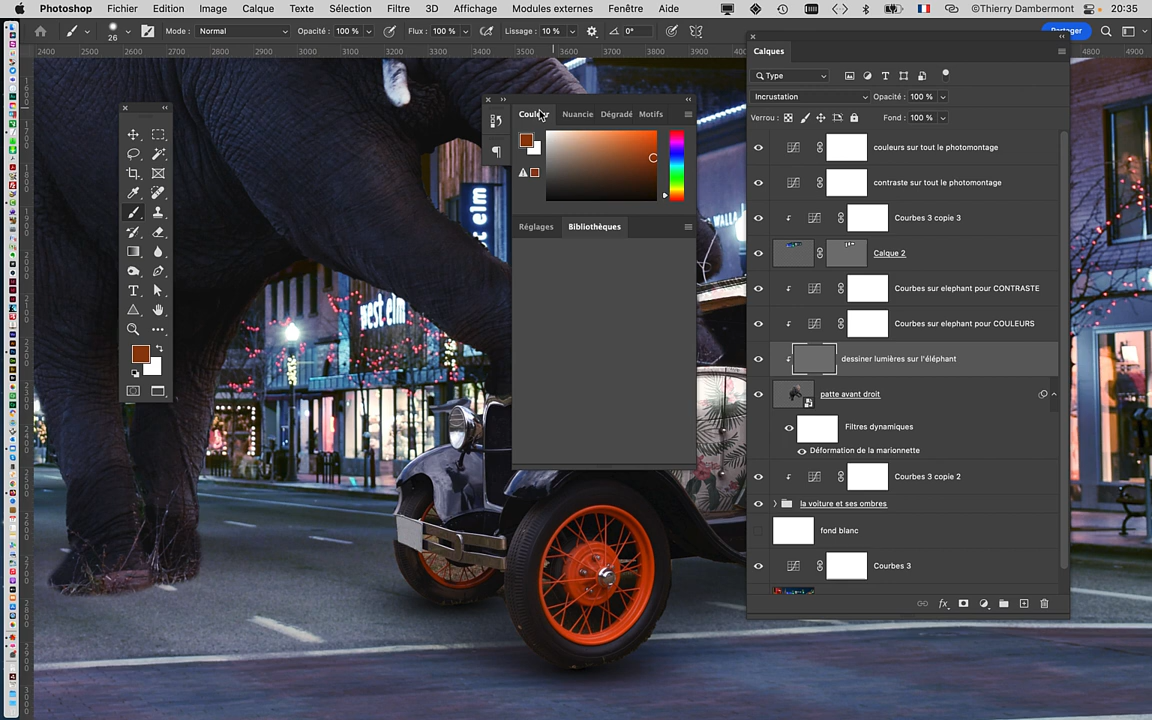 Photoshop Fichier Edition Image Calque Texte Sélection Filtre 3D Affichage Modules externes Fenêtre Aide ©Thierry Dambermont 20:35
26 Mode : Normal Opacité : 100 % Flux : 100 % Lissage : 10 % 0° Partager
2400 2500 2600 2700 2800 2900 3000 3100 3200 3300 3400 3500 3600 3700 3800 3900 4800 4900
Calques
Type
Incrustation Opacité : 100 %
Verrou : Fond : 100 %
couleurs sur tout le photomontage
contraste sur tout le photomontage
Courbes 3 copie 3
Calque 2
Courbes sur elephant pour CONTRASTE
Courbes sur elephant pour COULEURS
dessiner lumières sur l'éléphant
patte avant droit
Filtres dynamiques
Déformation de la marionnette
Courbes 3 copie 2
la voiture et ses ombres
fond blanc
Courbes 3
fx
Couleur Nuancie Dégradé Motifs
Réglages Bibliothèques
west elm
west elm